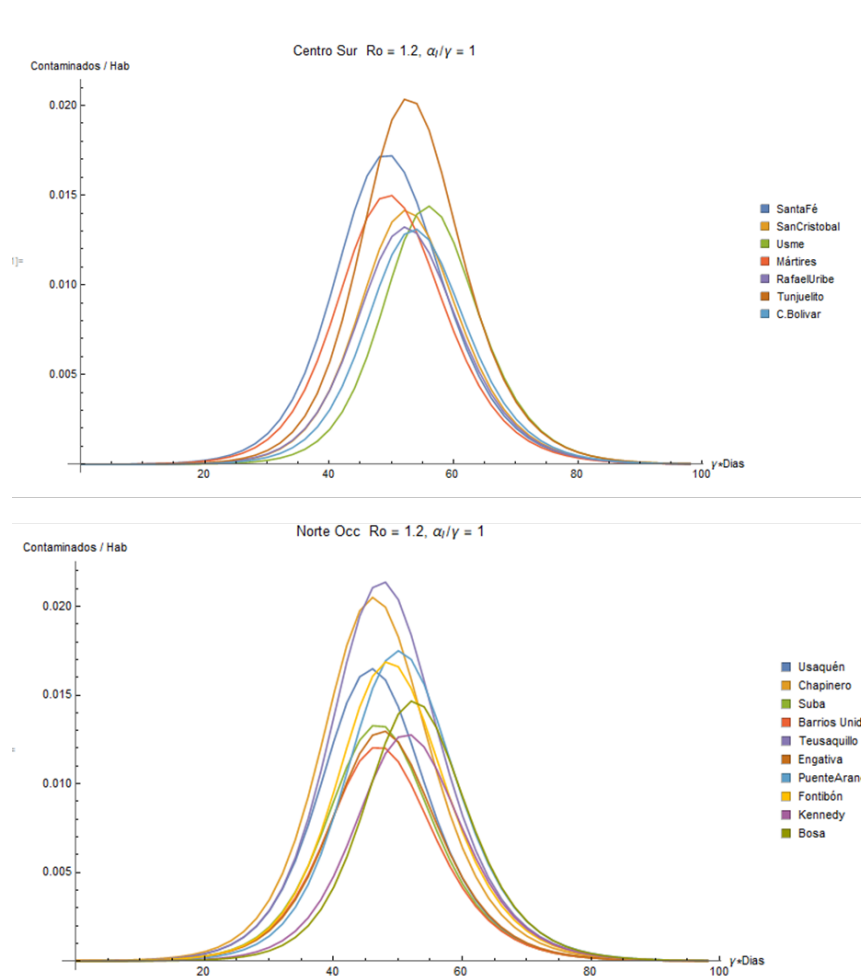 Centro Sur Ro = 1.2, αₗ/γ = 1
Contaminados / Hab
0.020
0.015
0.010
0.005
20
40
60
80
100
γ*Dias
SantaFé
SanCristobal
Usme
Mártires
RafaelUribe
Tunjuelito
C.Bolivar
Norte Occ Ro = 1.2, αₗ/γ = 1
Contaminados / Hab
0.020
0.015
0.010
0.005
20
40
60
80
100
γ*Dias
Usaquén
Chapinero
Suba
Barrios Unid
Teusaquillo
Engativa
PuenteAran
Fontibón
Kennedy
Bosa